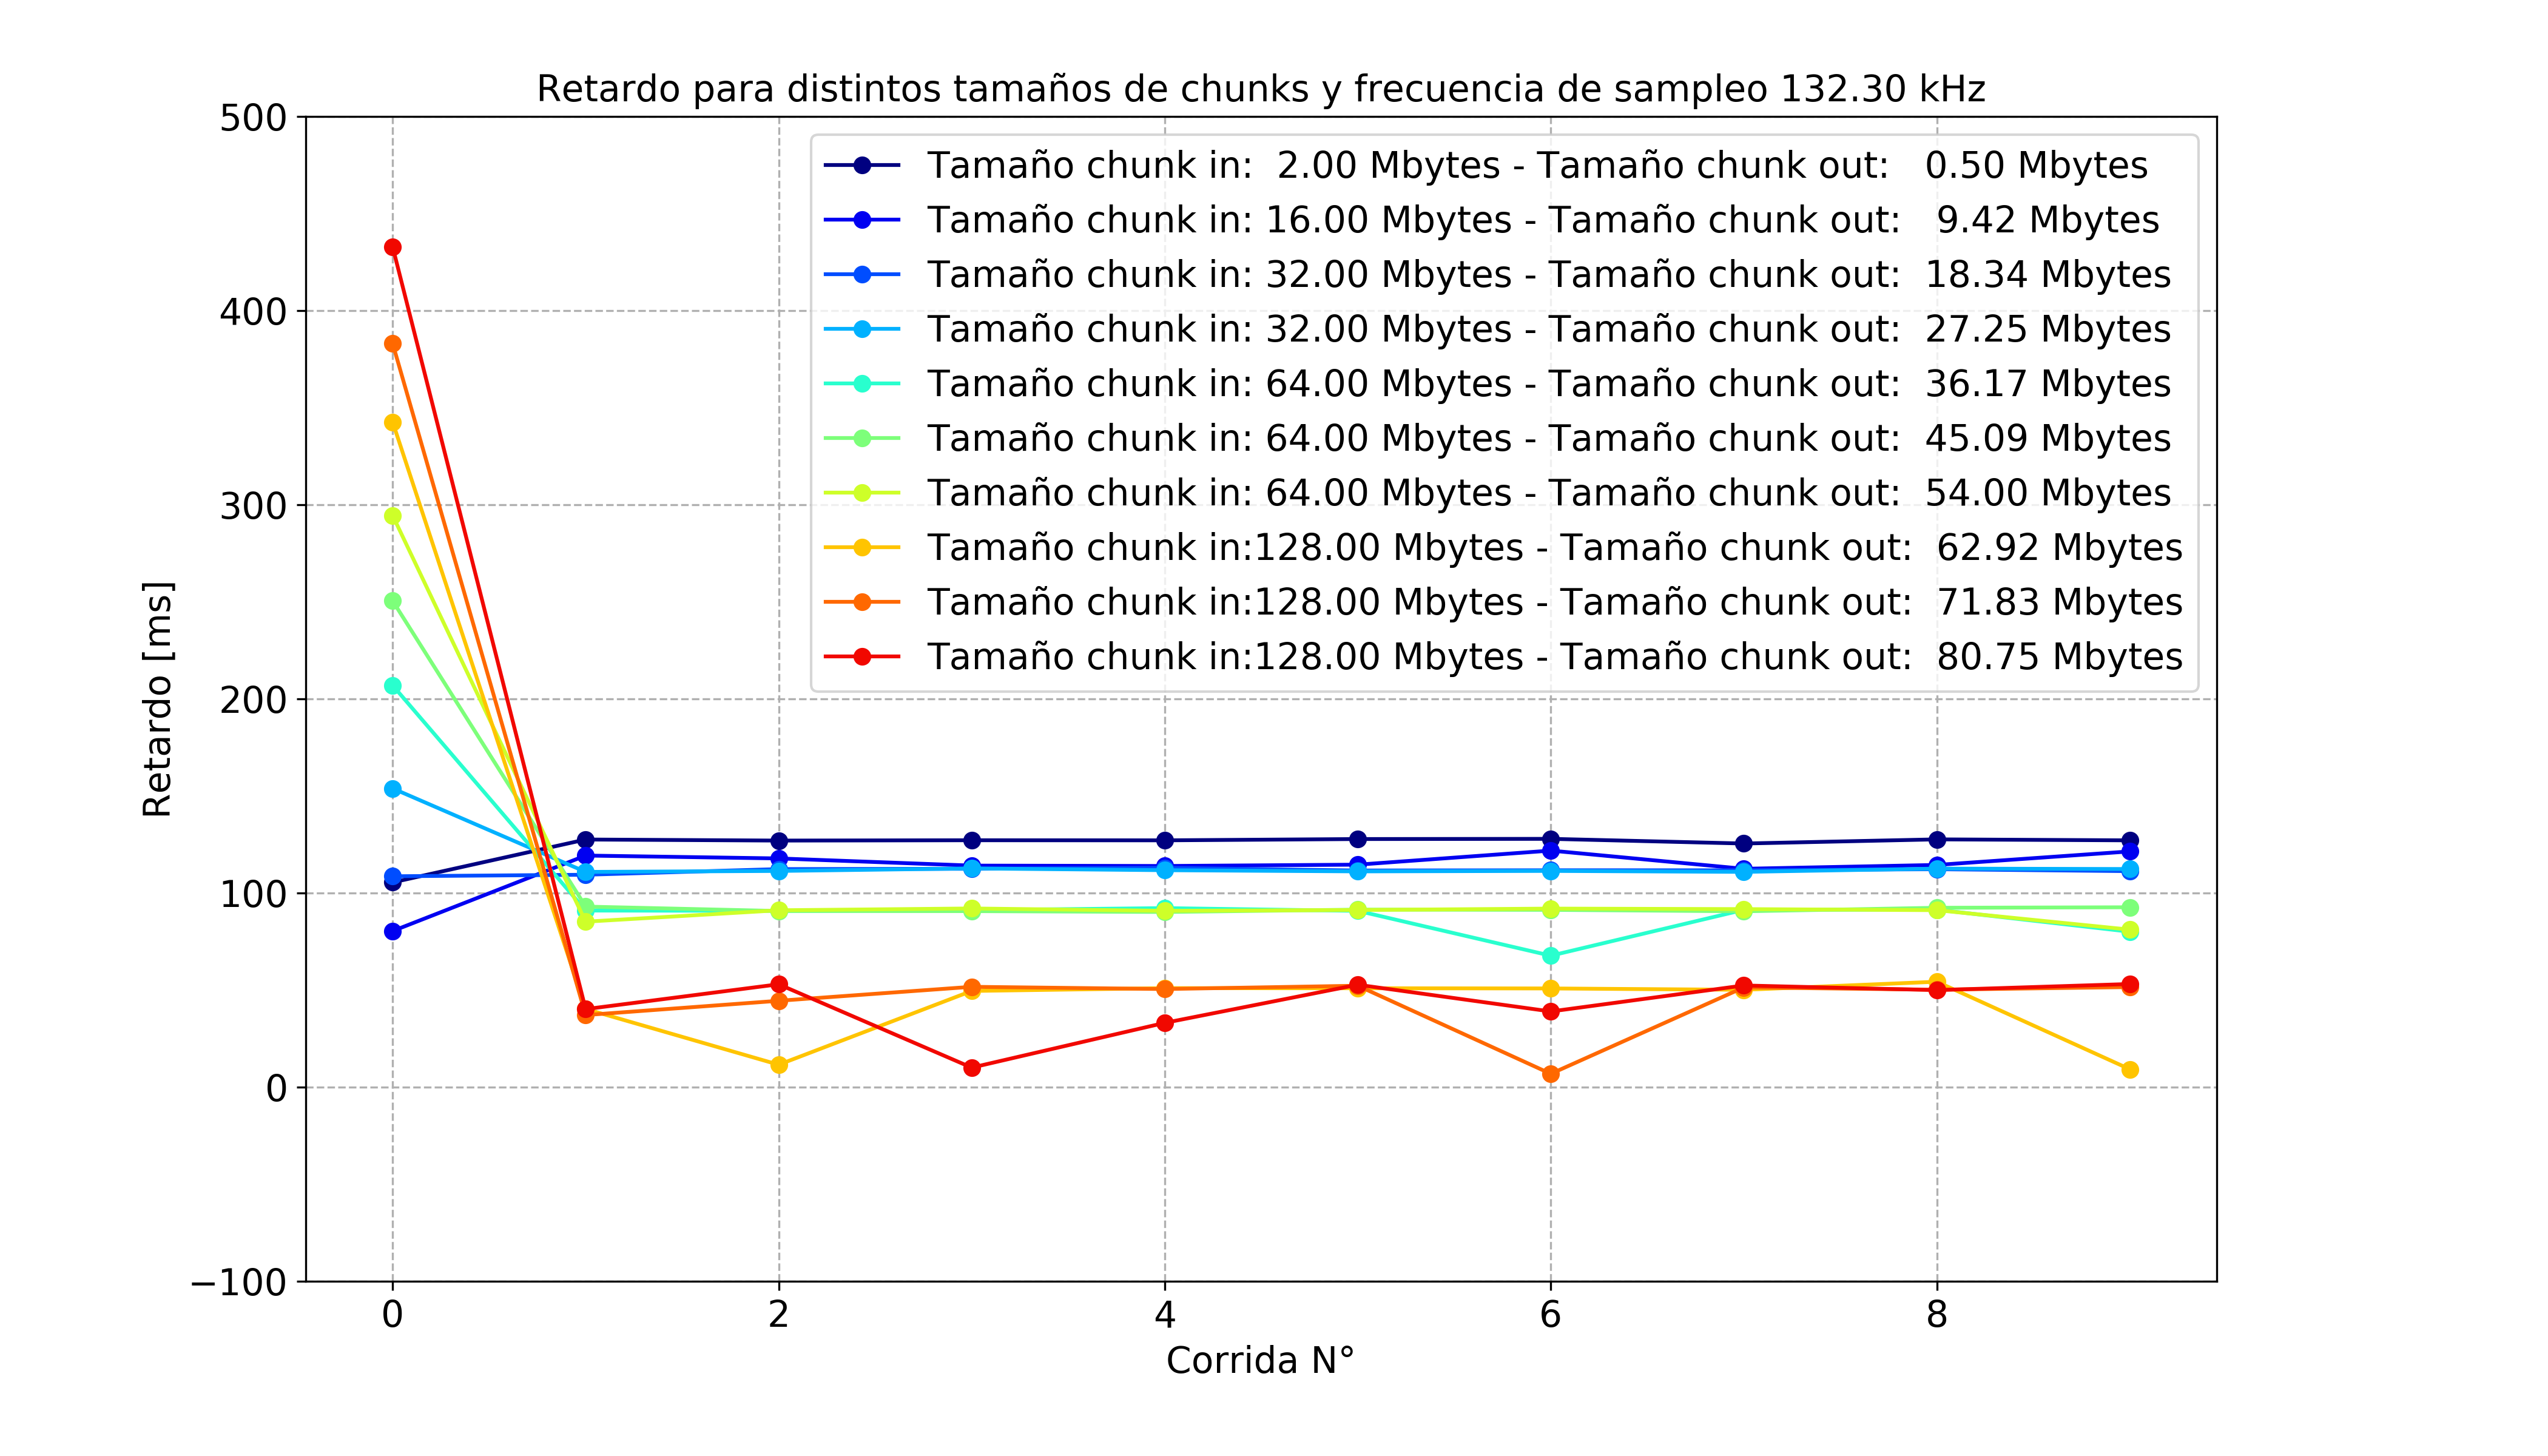 Retardo para distintos tamaños de chunks y frecuencia de sampleo 132.30 kHz
500
400
300
200
100
0
−100
Retardo [ms]
Tamaño chunk in:  2.00 Mbytes - Tamaño chunk out:   0.50 Mbytes
Tamaño chunk in: 16.00 Mbytes - Tamaño chunk out:   9.42 Mbytes
Tamaño chunk in: 32.00 Mbytes - Tamaño chunk out:  18.34 Mbytes
Tamaño chunk in: 32.00 Mbytes - Tamaño chunk out:  27.25 Mbytes
Tamaño chunk in: 64.00 Mbytes - Tamaño chunk out:  36.17 Mbytes
Tamaño chunk in: 64.00 Mbytes - Tamaño chunk out:  45.09 Mbytes
Tamaño chunk in: 64.00 Mbytes - Tamaño chunk out:  54.00 Mbytes
Tamaño chunk in:128.00 Mbytes - Tamaño chunk out:  62.92 Mbytes
Tamaño chunk in:128.00 Mbytes - Tamaño chunk out:  71.83 Mbytes
Tamaño chunk in:128.00 Mbytes - Tamaño chunk out:  80.75 Mbytes
0 2 4 6 8
Corrida N°